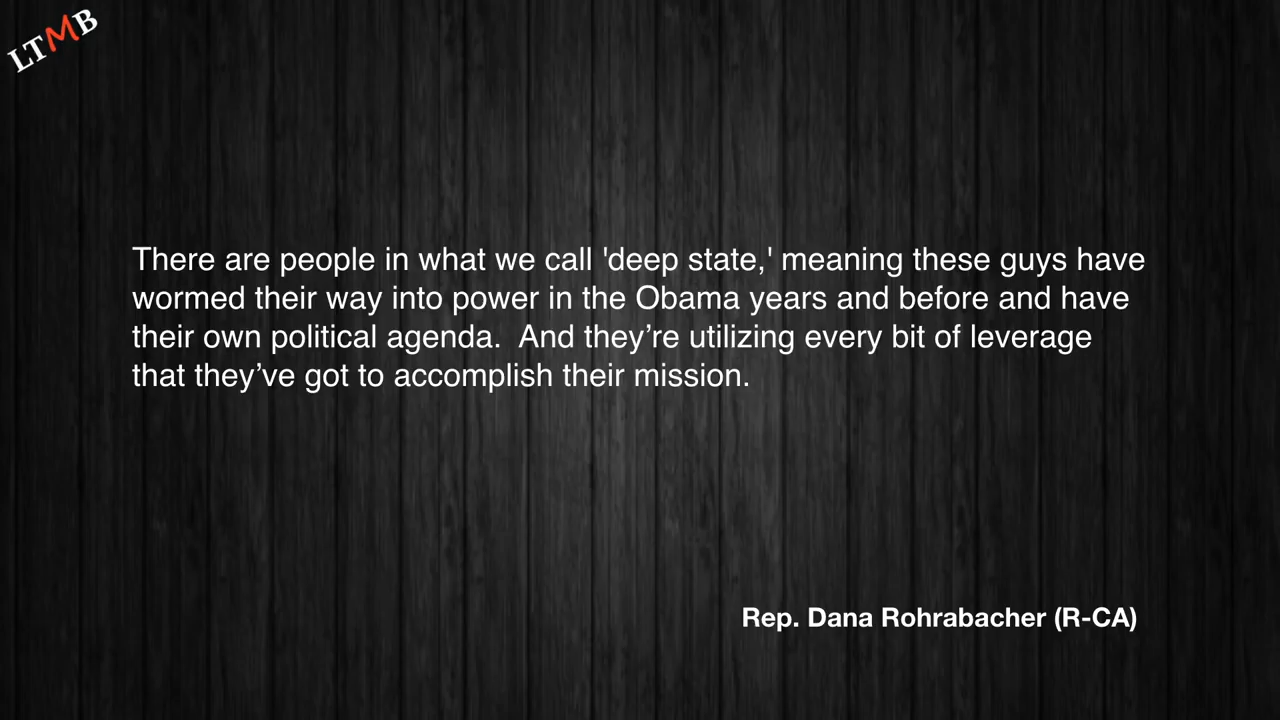 LTMB
There are people in what we call 'deep state,' meaning these guys have
wormed their way into power in the Obama years and before and have
their own political agenda.  And they’re utilizing every bit of leverage
that they’ve got to accomplish their mission.
Rep. Dana Rohrabacher (R-CA)